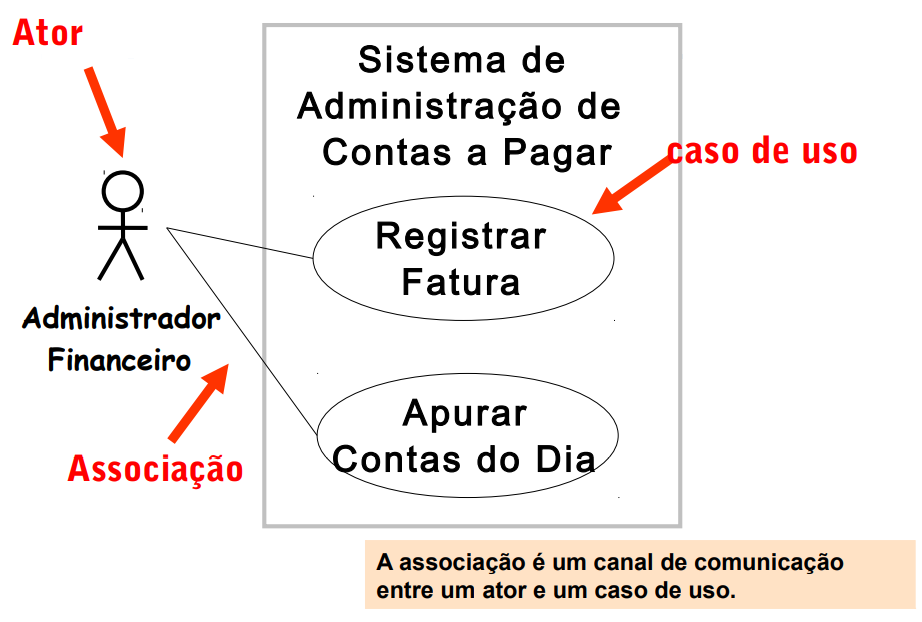 Ator
Sistema de
Administração de
Contas a Pagar
caso de uso
Registrar
Fatura
Administrador
Financeiro
Apurar
Contas do Dia
Associação
A associação é um canal de comunicação
entre um ator e um caso de uso.